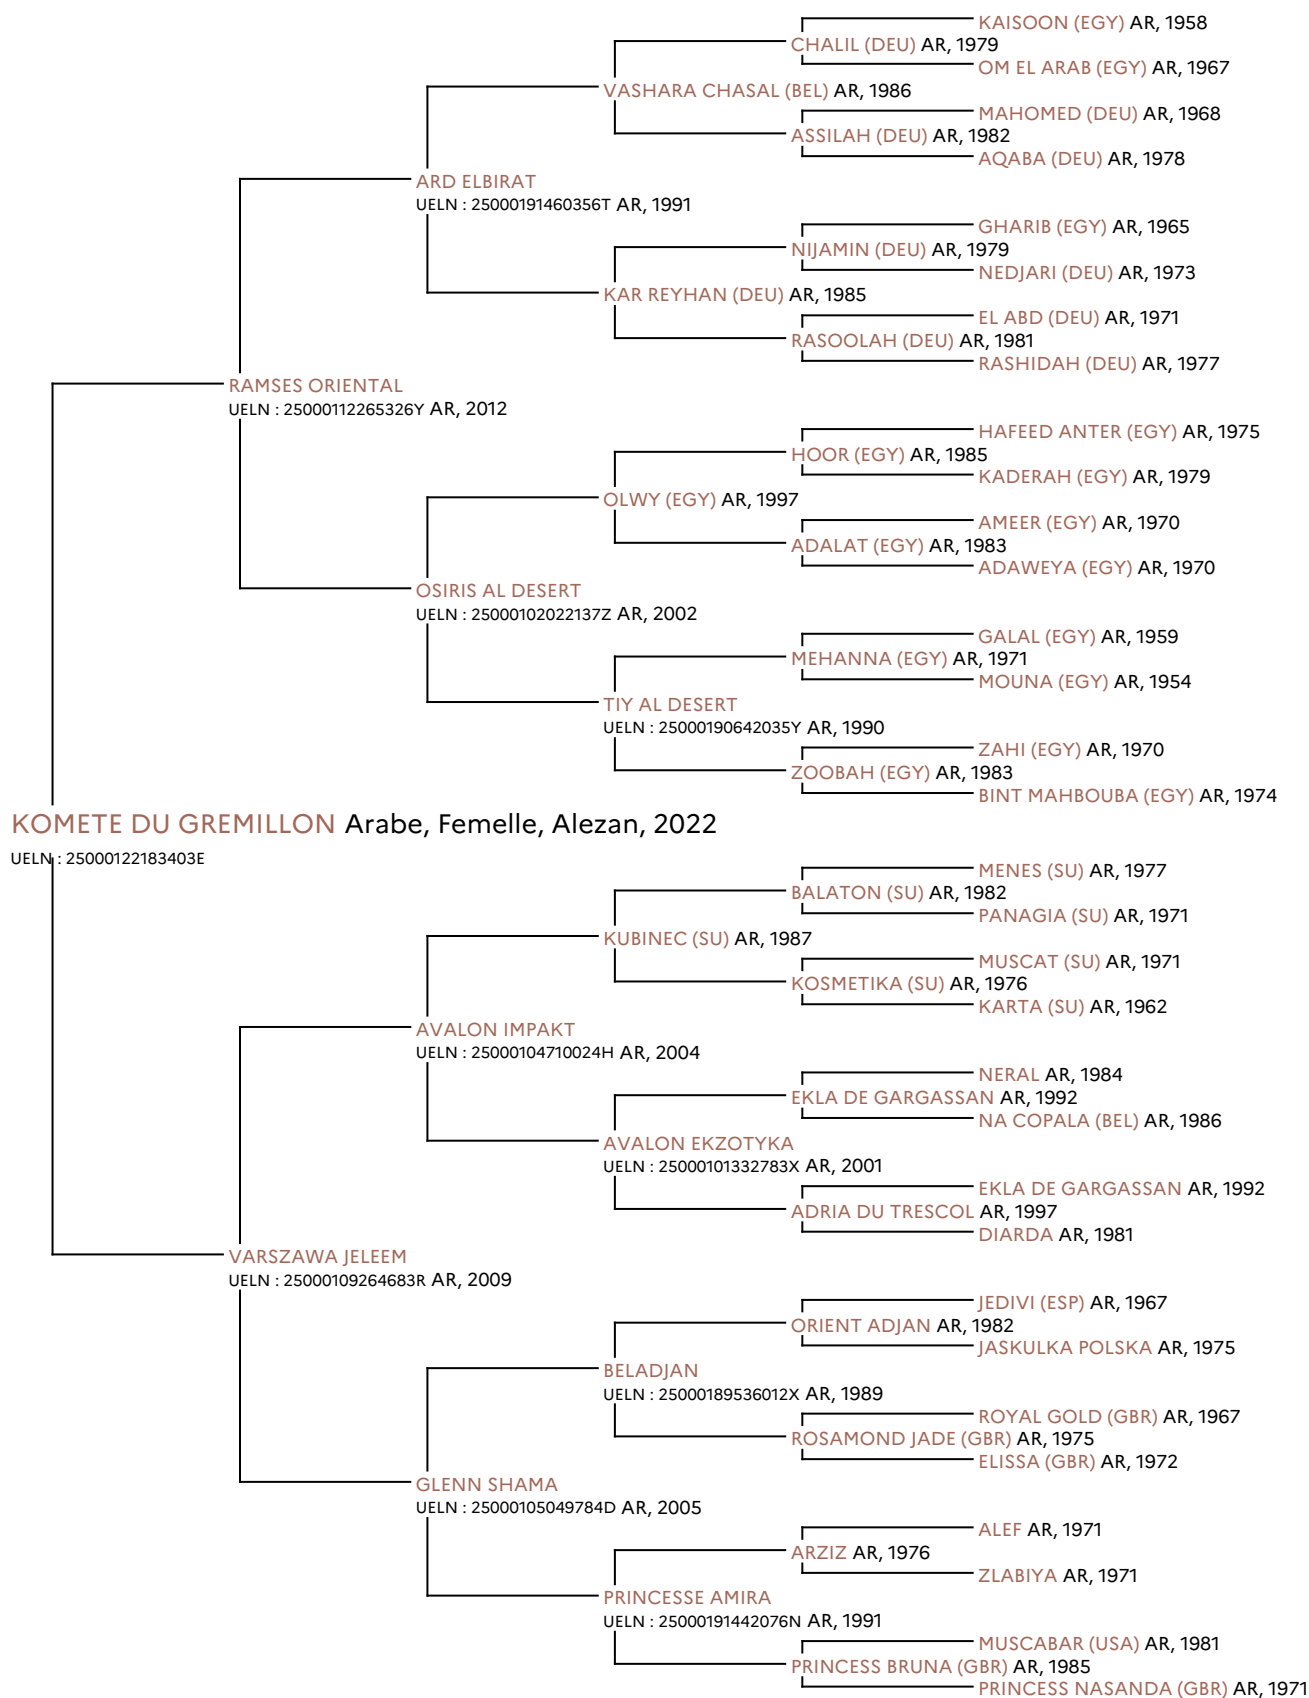 KAISOON (EGY) AR, 1958
CHALIL (DEU) AR, 1979
OM EL ARAB (EGY) AR, 1967
VASHARA CHASAL (BEL) AR, 1986
MAHOMED (DEU) AR, 1968
ASSILAH (DEU) AR, 1982
AQABA (DEU) AR, 1978
ARD ELBIRAT
UELN : 25000191460356T AR, 1991
GHARIB (EGY) AR, 1965
NIJAMIN (DEU) AR, 1979
NEDJARI (DEU) AR, 1973
KAR REYHAN (DEU) AR, 1985
EL ABD (DEU) AR, 1971
RASOOLAH (DEU) AR, 1981
RASHIDAH (DEU) AR, 1977
RAMSES ORIENTAL
UELN : 25000112265326Y AR, 2012
HAFEED ANTER (EGY) AR, 1975
HOOR (EGY) AR, 1985
KADERAH (EGY) AR, 1979
OLWY (EGY) AR, 1997
AMEER (EGY) AR, 1970
ADALAT (EGY) AR, 1983
ADAWEYA (EGY) AR, 1970
OSIRIS AL DESERT
UELN : 25000102022137Z AR, 2002
GALAL (EGY) AR, 1959
MEHANNA (EGY) AR, 1971
MOUNA (EGY) AR, 1954
TIY AL DESERT
UELN : 25000190642035Y AR, 1990
ZAHI (EGY) AR, 1970
ZOOBAH (EGY) AR, 1983
BINT MAHBOUBA (EGY) AR, 1974
KOMETE DU GREMILLON Arabe, Femelle, Alezan, 2022
UELN : 25000122183403E
MENES (SU) AR, 1977
BALATON (SU) AR, 1982
PANAGIA (SU) AR, 1971
KUBINEC (SU) AR, 1987
MUSCAT (SU) AR, 1971
KOSMETIKA (SU) AR, 1976
KARTA (SU) AR, 1962
AVALON IMPAKT
UELN : 25000104710024H AR, 2004
NERAL AR, 1984
EKLA DE GARGASSAN AR, 1992
NA COPALA (BEL) AR, 1986
AVALON EKZOTYKA
UELN : 25000101332783X AR, 2001
EKLA DE GARGASSAN AR, 1992
ADRIA DU TRESCOL AR, 1997
DIARDA AR, 1981
VARSZAWA JELEEM
UELN : 25000109264683R AR, 2009
JEDIVI (ESP) AR, 1967
ORIENT ADJAN AR, 1982
JASKULKA POLSKA AR, 1975
BELADJAN
UELN : 25000189536012X AR, 1989
ROYAL GOLD (GBR) AR, 1967
ROSAMOND JADE (GBR) AR, 1975
ELISSA (GBR) AR, 1972
GLENN SHAMA
UELN : 25000105049784D AR, 2005
ALEF AR, 1971
ARZIZ AR, 1976
ZLABIYA AR, 1971
PRINCESSE AMIRA
UELN : 25000191442076N AR, 1991
MUSCABAR (USA) AR, 1981
PRINCESS BRUNA (GBR) AR, 1985
PRINCESS NASANDA (GBR) AR, 1971